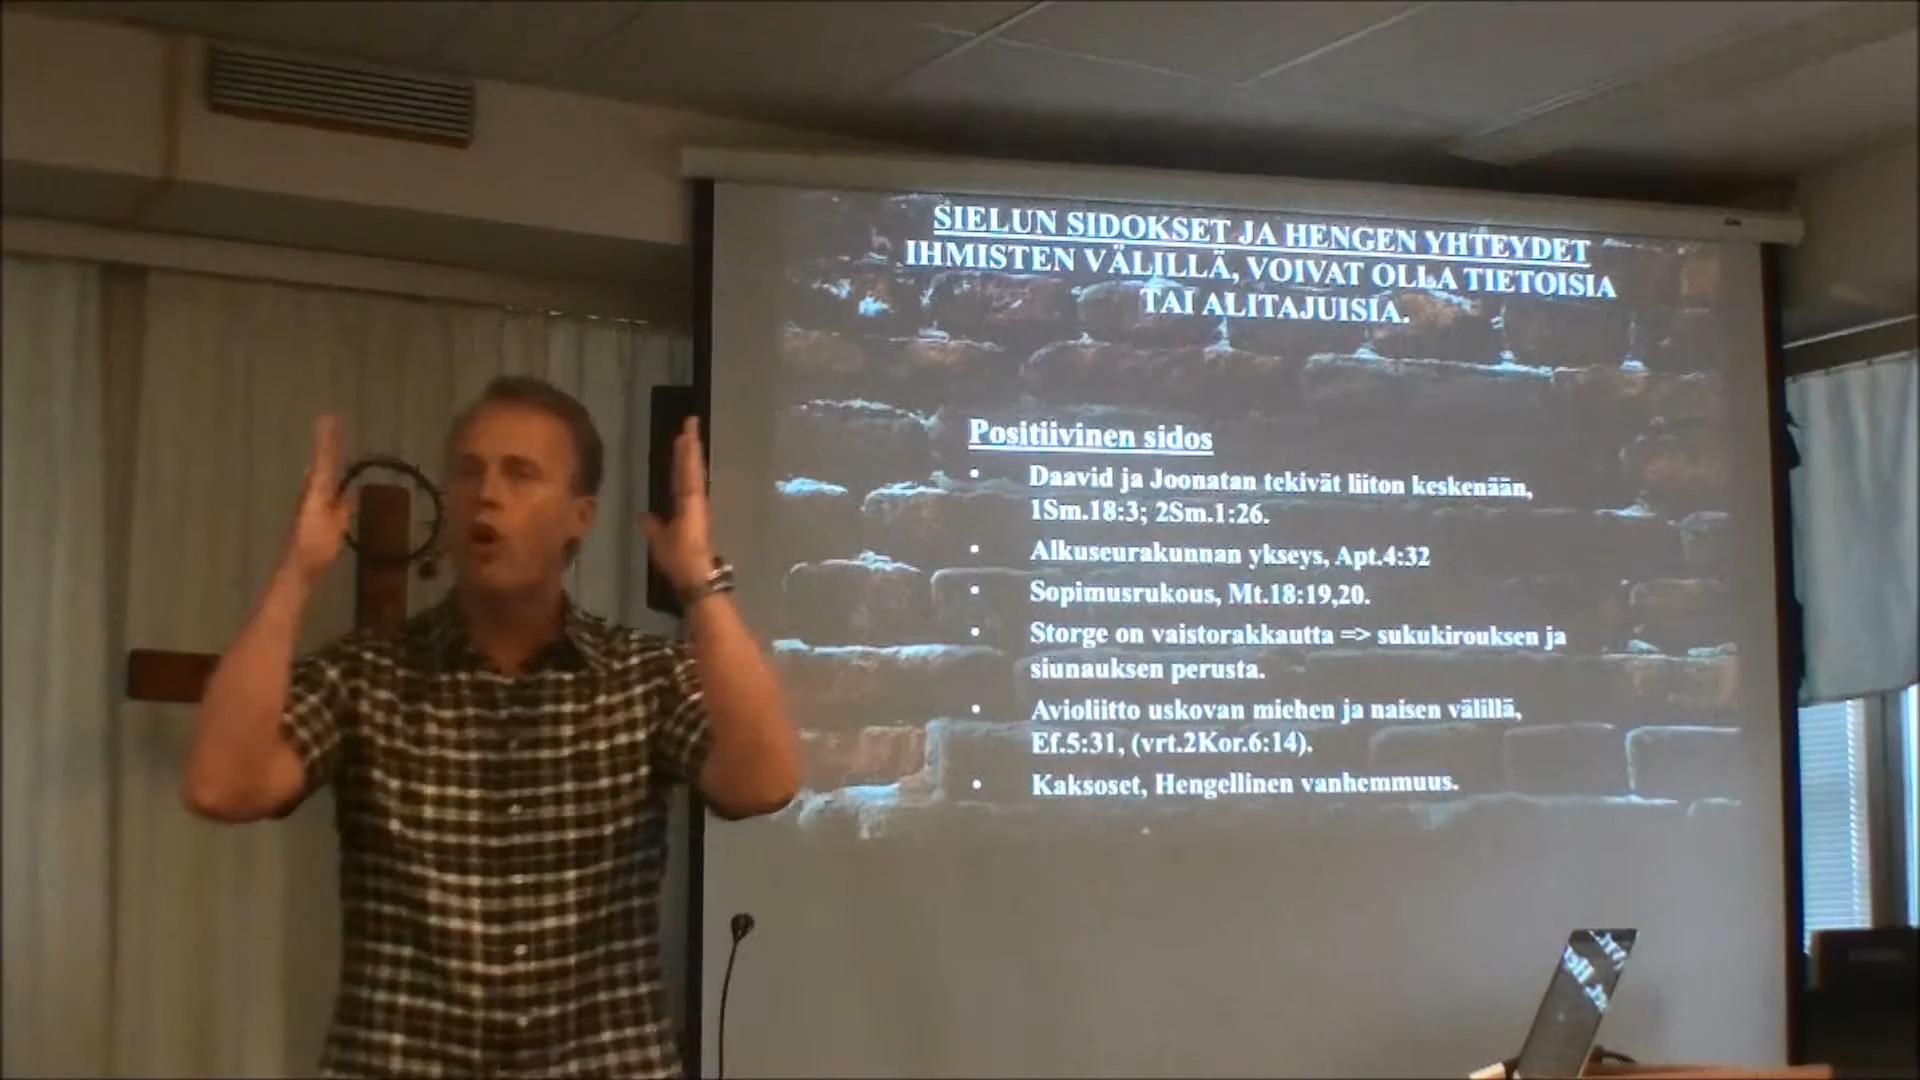 SIELUN SIDOKSET JA HENGEN YHTEYDET
IHMISTEN VÄLILLÄ, VOIVAT OLLA TIETOISIA
TAI ALITAJUISIA.
Positiivinen sidos
• Daavid ja Joonatan tekivät liiton keskenään,
1Sm.18:3; 2Sm.1:26.
• Alkuseurakunnan ykseys, Apt.4:32
• Sopimusrukous, Mt.18:19,20.
• Storge on vaistorakkautta => sukukirouksen ja
siunauksen perusta.
• Avioliitto uskovan miehen ja naisen välillä,
Ef.5:31, (vrt.2Kor.6:14).
• Kaksoset, Hengellinen vanhemmuus.